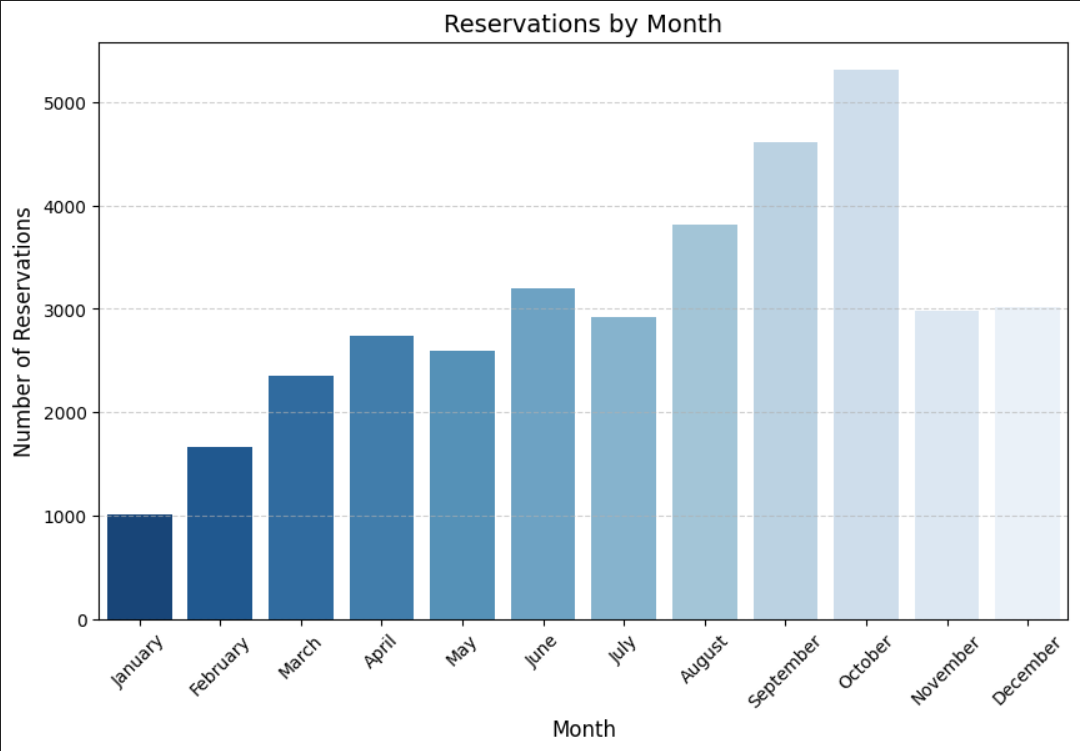 Reservations by Month
Number of Reservations
5000
4000
3000
2000
1000
0
January
February
March
April
May
June
July
August
September
October
November
December
Month